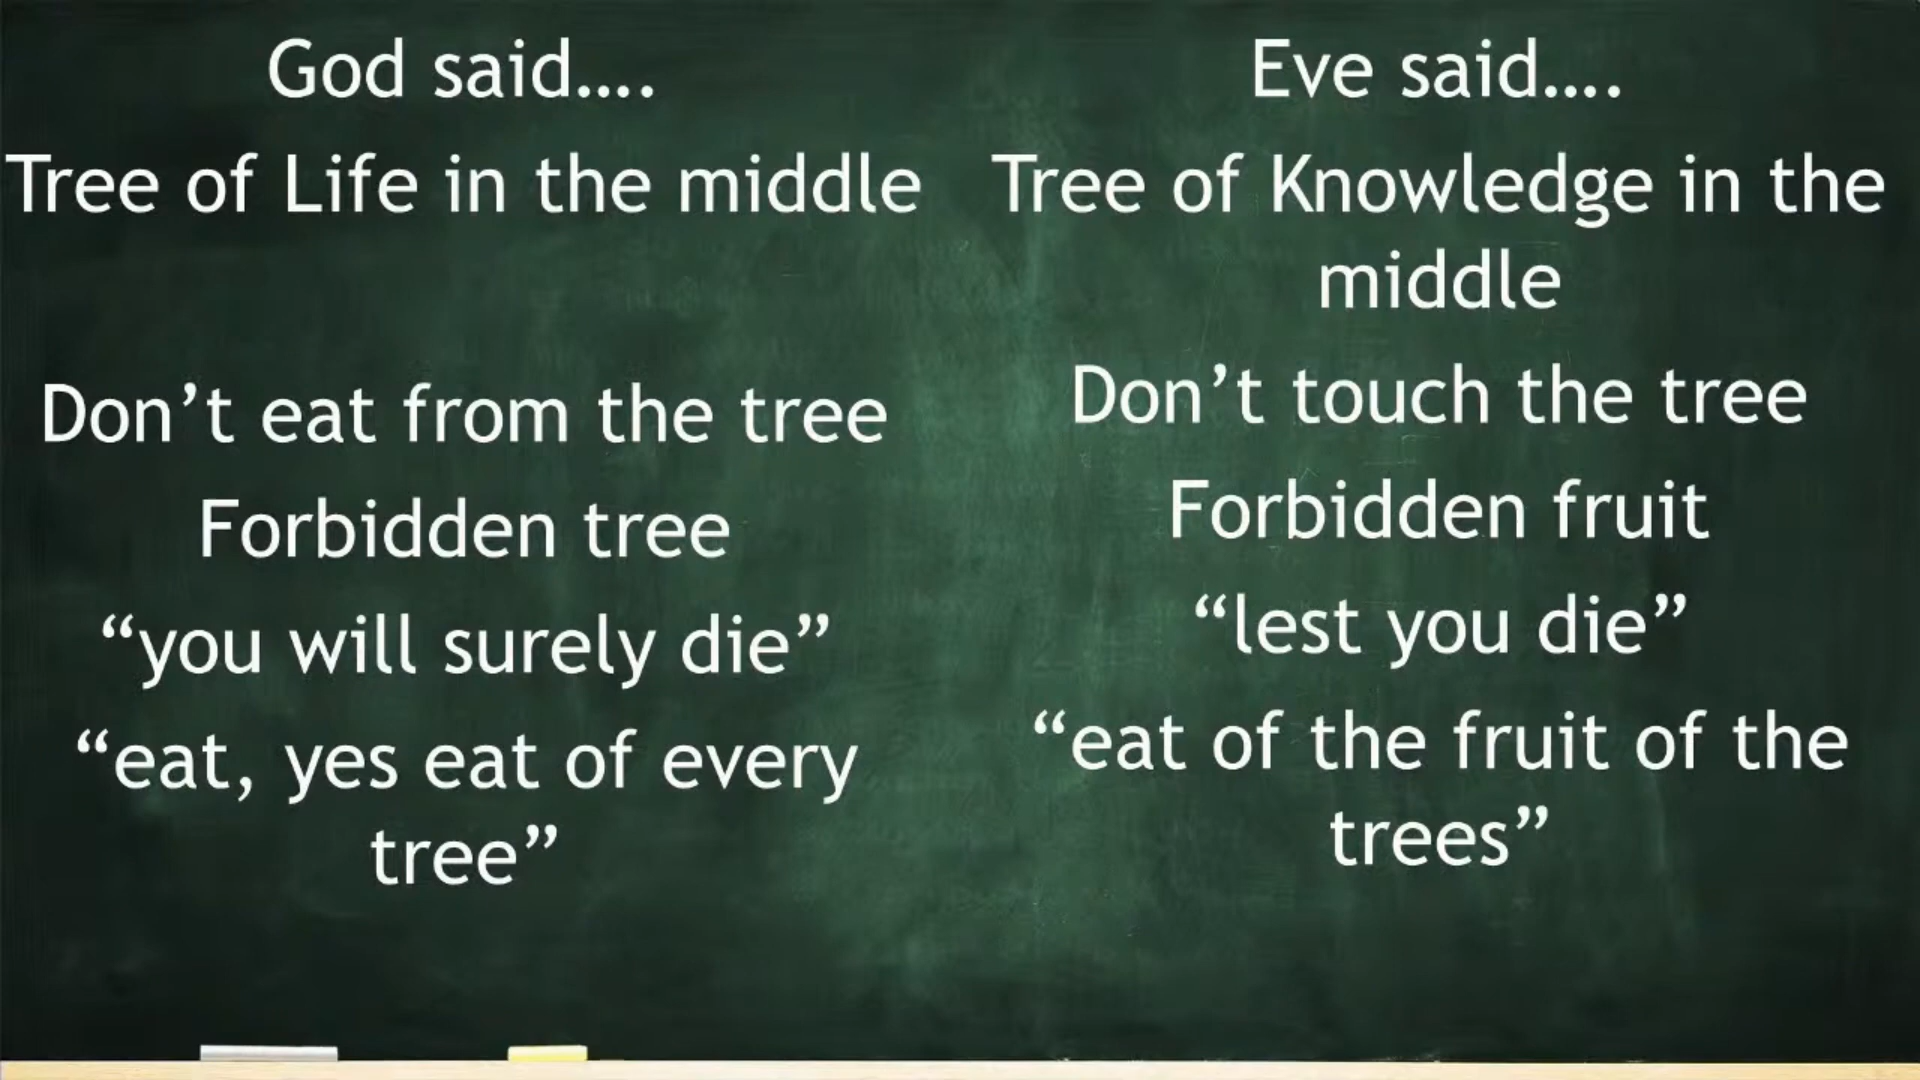 God said....
Tree of Life in the middle
Don’t eat from the tree
Forbidden tree
“you will surely die”
“eat, yes eat of every
tree”
Eve said....
Tree of Knowledge in the
middle
Don’t touch the tree
Forbidden fruit
“lest you die”
“eat of the fruit of the
trees”